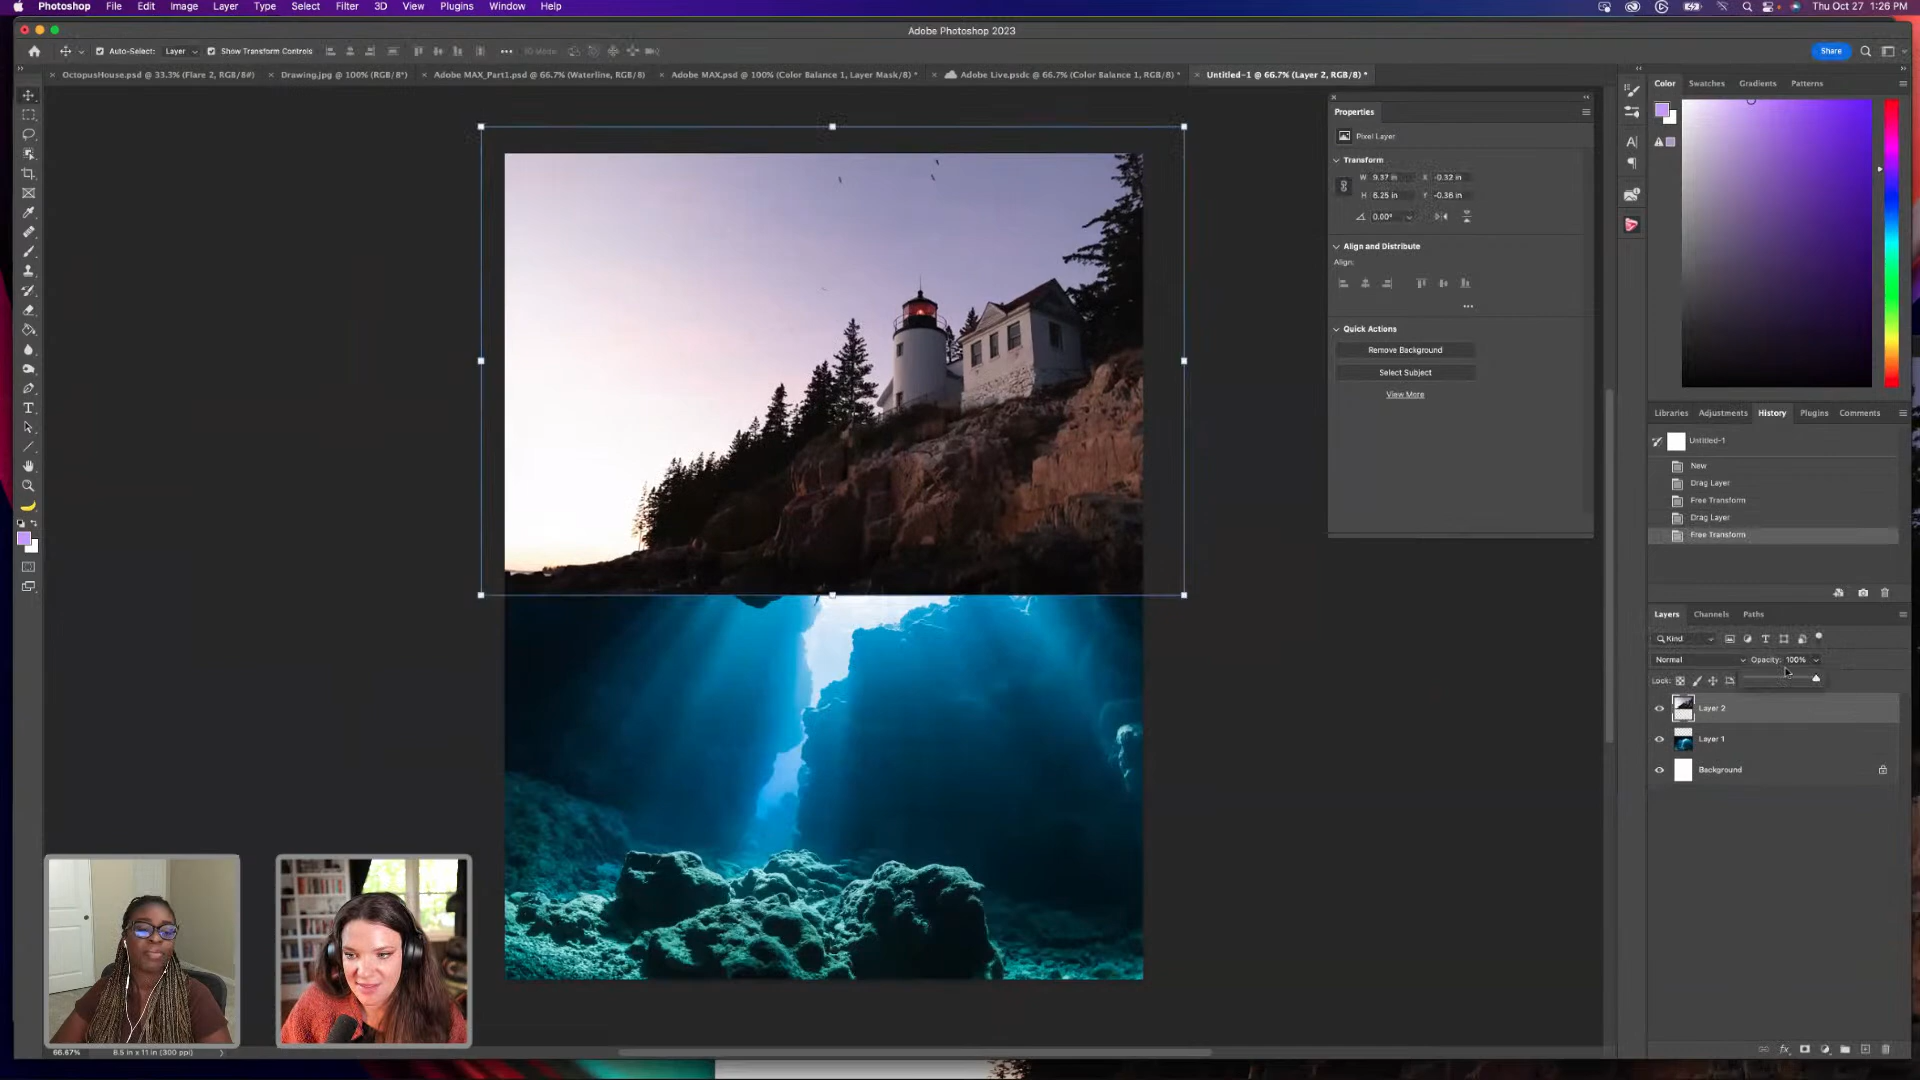 Photoshop File Edit Image Layer Type Select Filter 3D View Plugins Window Help Thu Oct 27 1:26 PM
Adobe Photoshop 2023
Auto-Select: Layer Show Transform Controls 3D Mode: Share
OctopusHouse.psd @ 33.3% (Flare 2, RGB/8#) Drawing.jpg @ 100% (RGB/8*) Adobe MAX_Part1.psd @ 66.7% (Waterline, RGB/8) Adobe MAX.psd @ 100% (Color Balance 1, Layer Mask/8) * Adobe Live.psdc @ 66.7% (Color Balance 1, RGB/8) * Untitled-1 @ 66.7% (Layer 2, RGB/8) *
Color Swatches Gradients Patterns
Properties
Pixel Layer
Transform
W 9.37 in X -0.32 in
H 6.25 in Y -0.36 in
0.00°
Align and Distribute
Align:
Quick Actions
Remove Background
Select Subject
View More
Libraries Adjustments History Plugins Comments
Untitled-1
New
Drag Layer
Free Transform
Drag Layer
Free Transform
Layers Channels Paths
Kind
Normal Opacity: 100%
Lock:
Layer 2
Layer 1
Background
66.67% 8.5 in x 11 in (300 ppi)